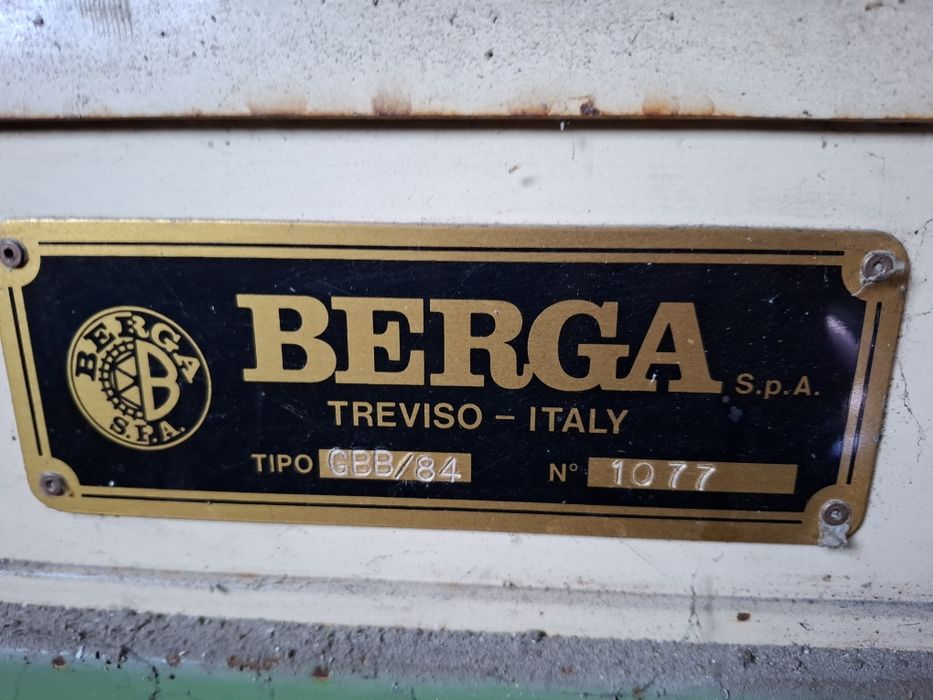 BERGA
B
S.P.A.
BERGA S.p.A.
TREVISO – ITALY
TIPO GBB/84 N° 1077